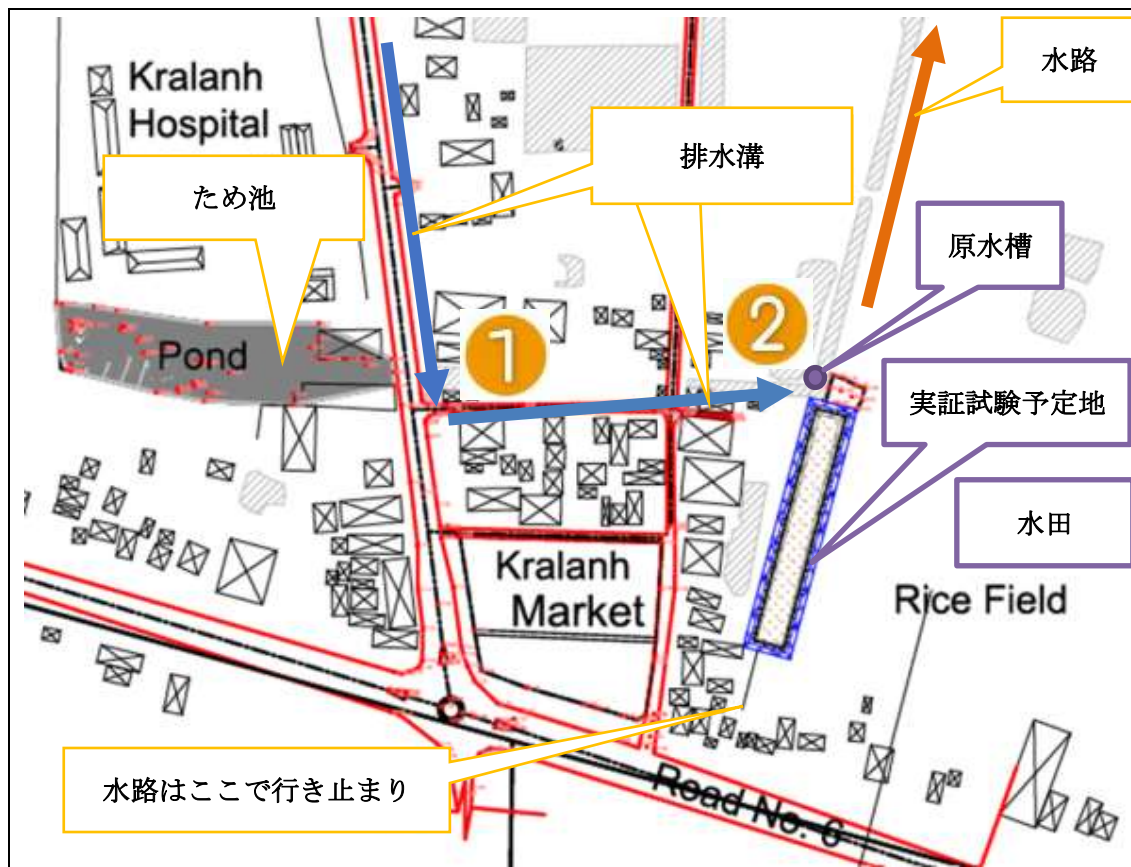 Kralanh
Hospital
水路
排水溝
ため池
原水槽
1
2
Pond
実証試験予定地
水田
Kralanh
Market
Rice Field
水路はここで行き止まり
Road No. 6